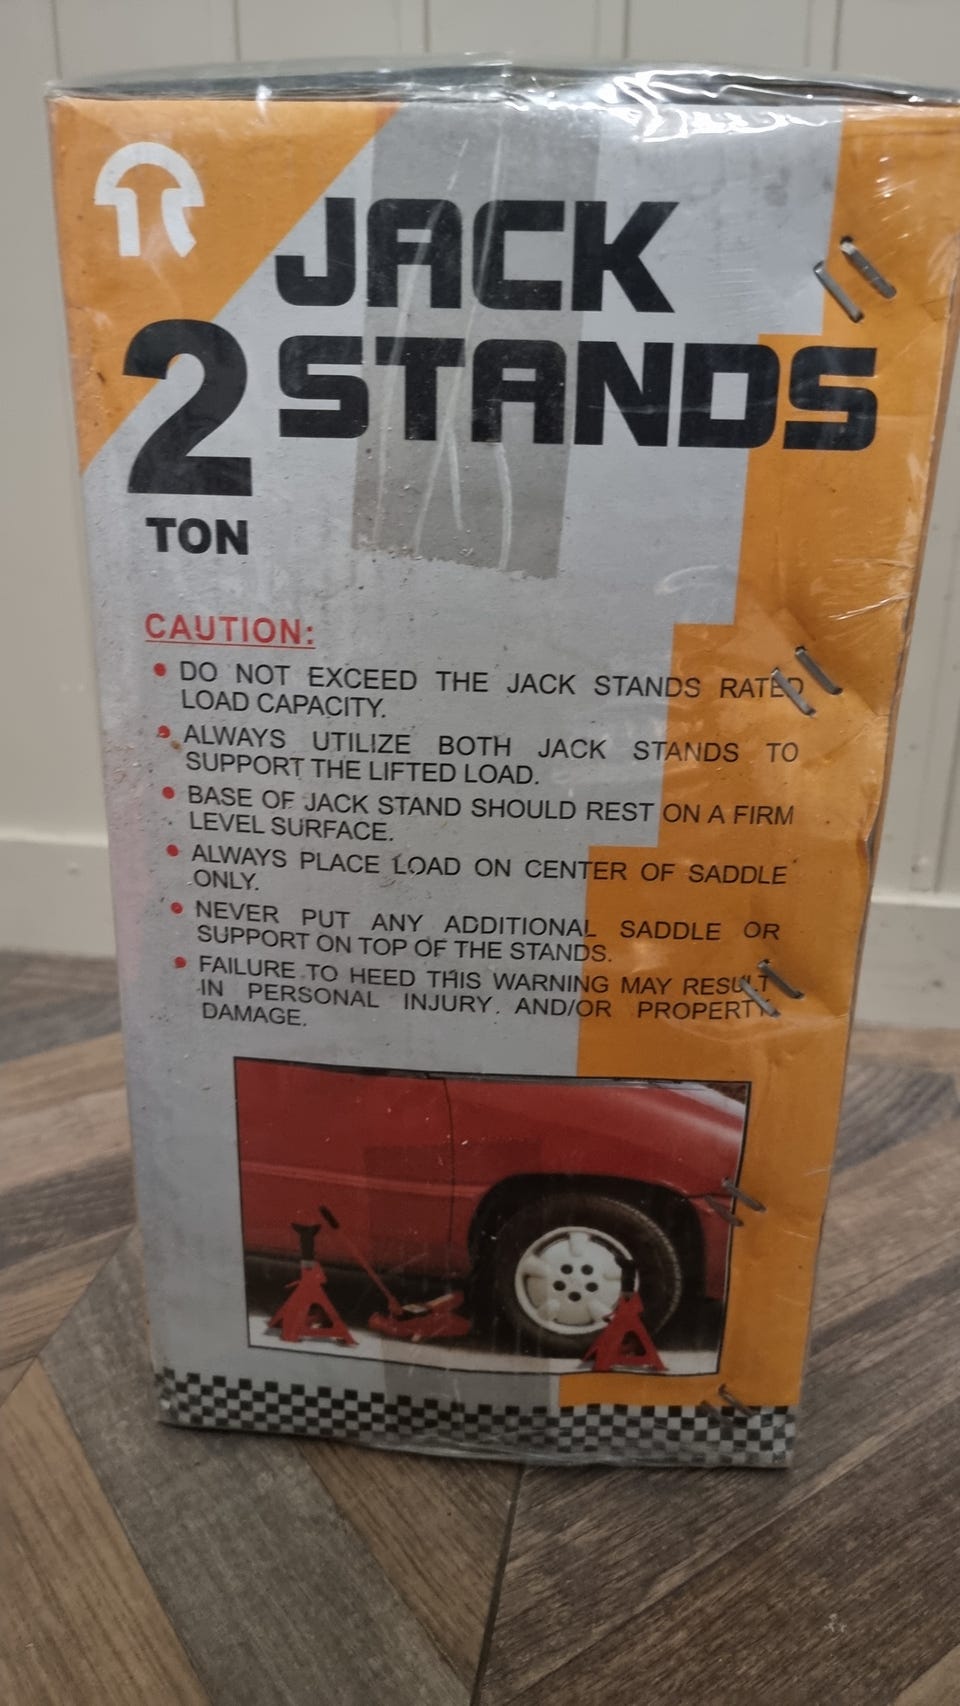 JACK
STANDS
2
TON
CAUTION:
• DO NOT EXCEED THE JACK STANDS RATED
LOAD CAPACITY.
• ALWAYS UTILIZE BOTH JACK STANDS TO
SUPPORT THE LIFTED LOAD.
• BASE OF JACK STAND SHOULD REST ON A FIRM
LEVEL SURFACE.
• ALWAYS PLACE LOAD ON CENTER OF SADDLE
ONLY.
• NEVER PUT ANY ADDITIONAL SADDLE OR
SUPPORT ON TOP OF THE STANDS.
• FAILURE TO HEED THIS WARNING MAY RESULT
IN PERSONAL INJURY AND/OR PROPERTY
DAMAGE.